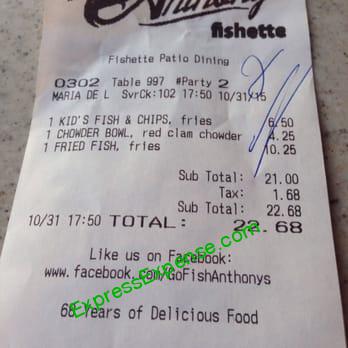 Anthony
fishette
Fishette Patio Dining
0302 Table 997 #Party 2
MARIA DE L SvrCk:102 17:50 10/31/15
1 KID'S FISH & CHIPS, fries 6.50
1 CHOWDER BOWL, red clam chowder 4.25
1 FRIED FISH, fries 10.25
Sub Total: 21.00
Tax: 1.68
Sub Total: 22.68
10/31 17:50 TOTAL: 22.68
Like us on Facebook:
www.facebook.com/GoFishAnthonys
ExpressExpense.com
68 Years of Delicious Food